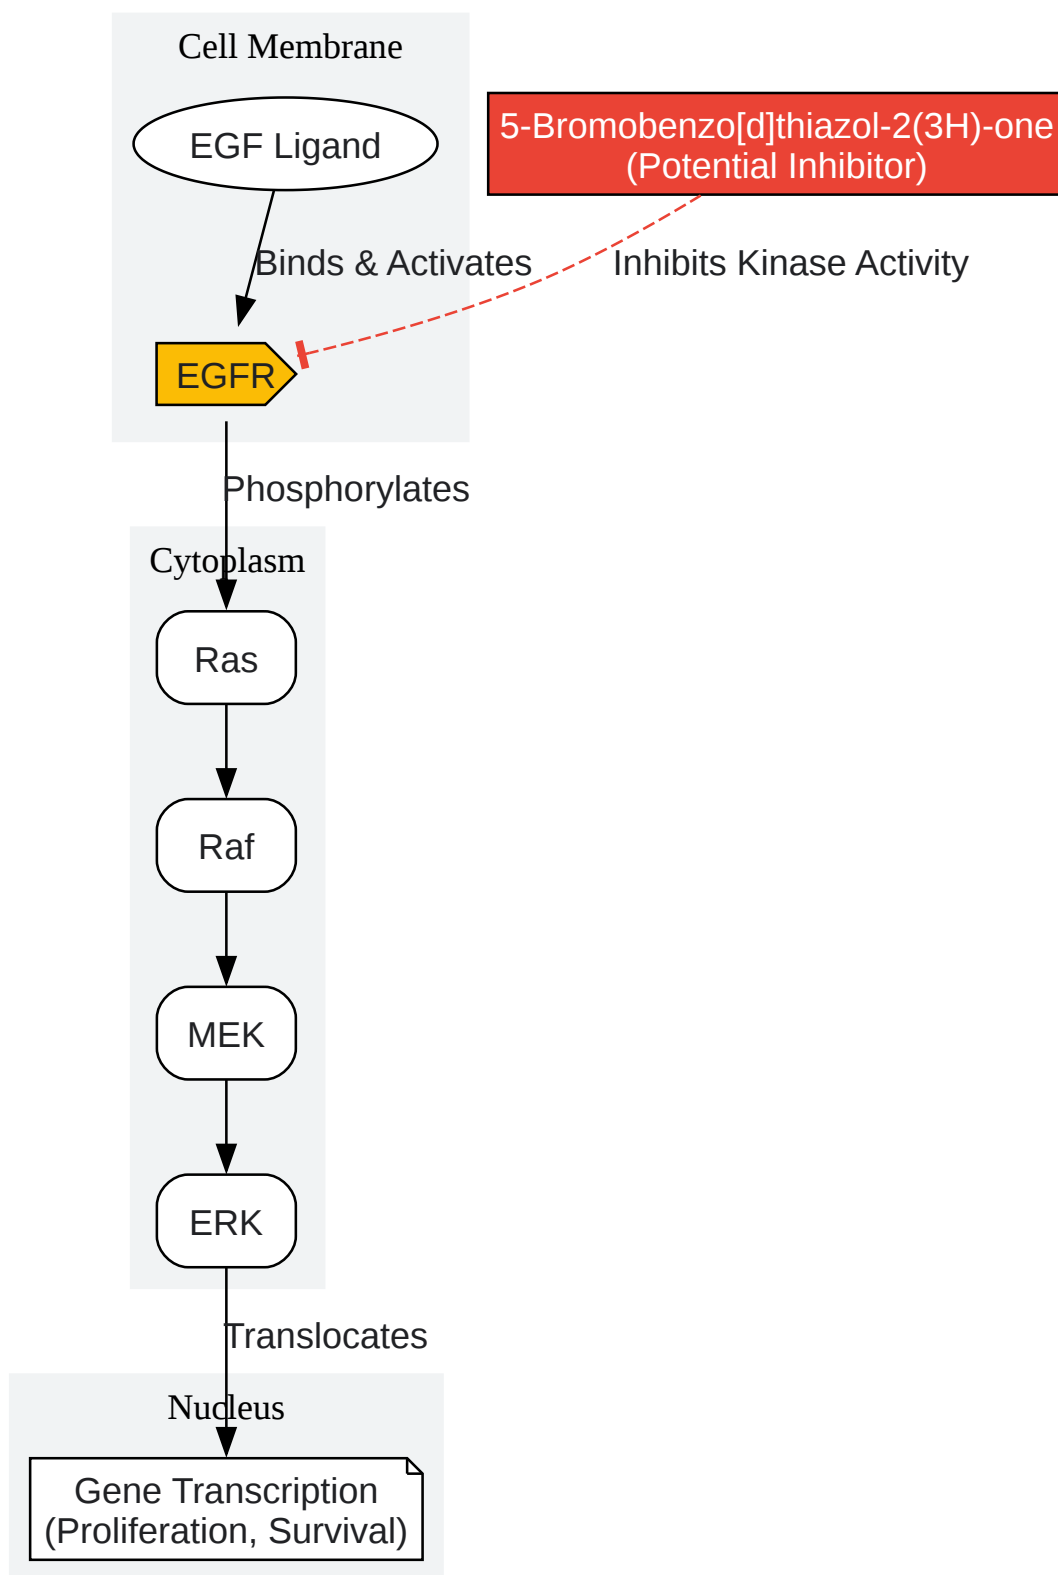 Cell Membrane
EGF Ligand
5-Bromobenzo[d]thiazol-2(3H)-one
(Potential Inhibitor)
Binds & Activates
Inhibits Kinase Activity
EGFR
Phosphorylates
Cytoplasm
Ras
Raf
MEK
ERK
Translocates
Nucleus
Gene Transcription
(Proliferation, Survival)